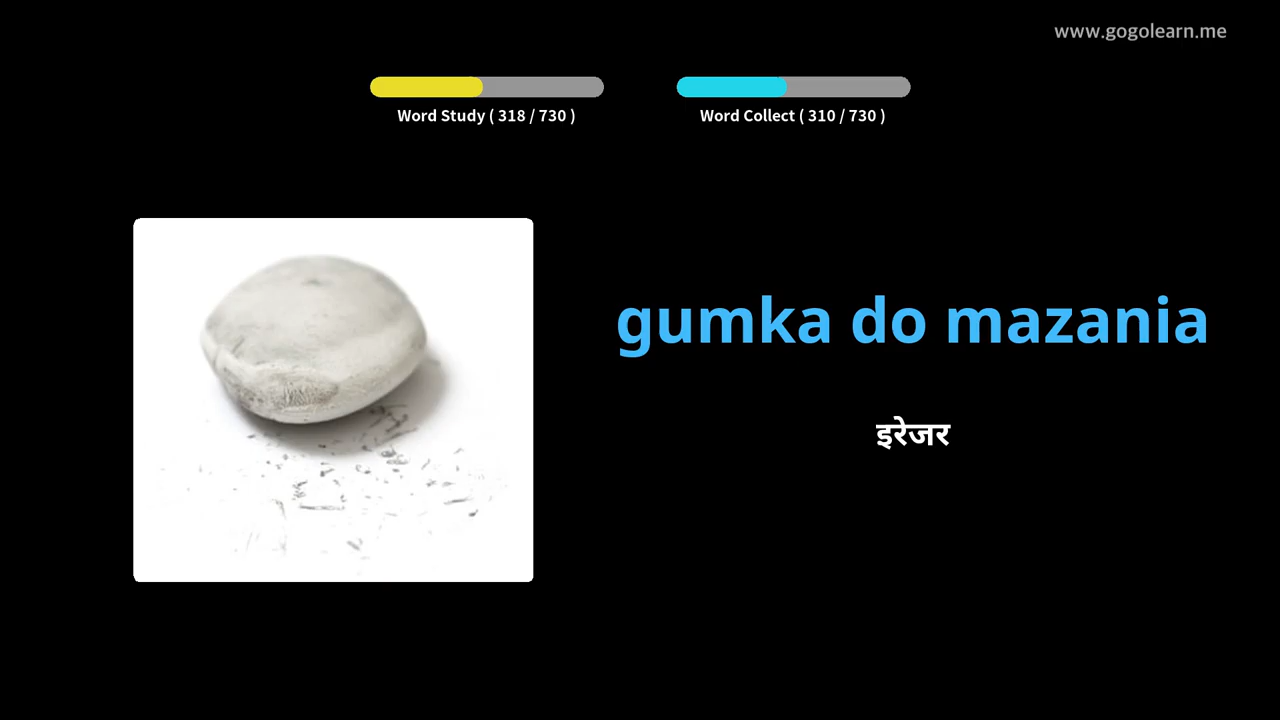 www.gogolearn.me
Word Study ( 318 / 730 )
Word Collect ( 310 / 730 )
gumka do mazania
इरेजर